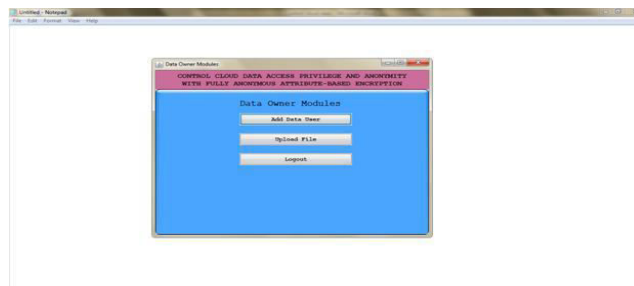 Untitled - Notepad
File Edit Format View Help
Data Owner Modules
CONTROL CLOUD DATA ACCESS PRIVILEGE AND ANONYMITY
WITH FULLY ANONYMOUS ATTRIBUTE-BASED ENCRYPTION
Data Owner Modules
Add Data User
Upload File
Logout